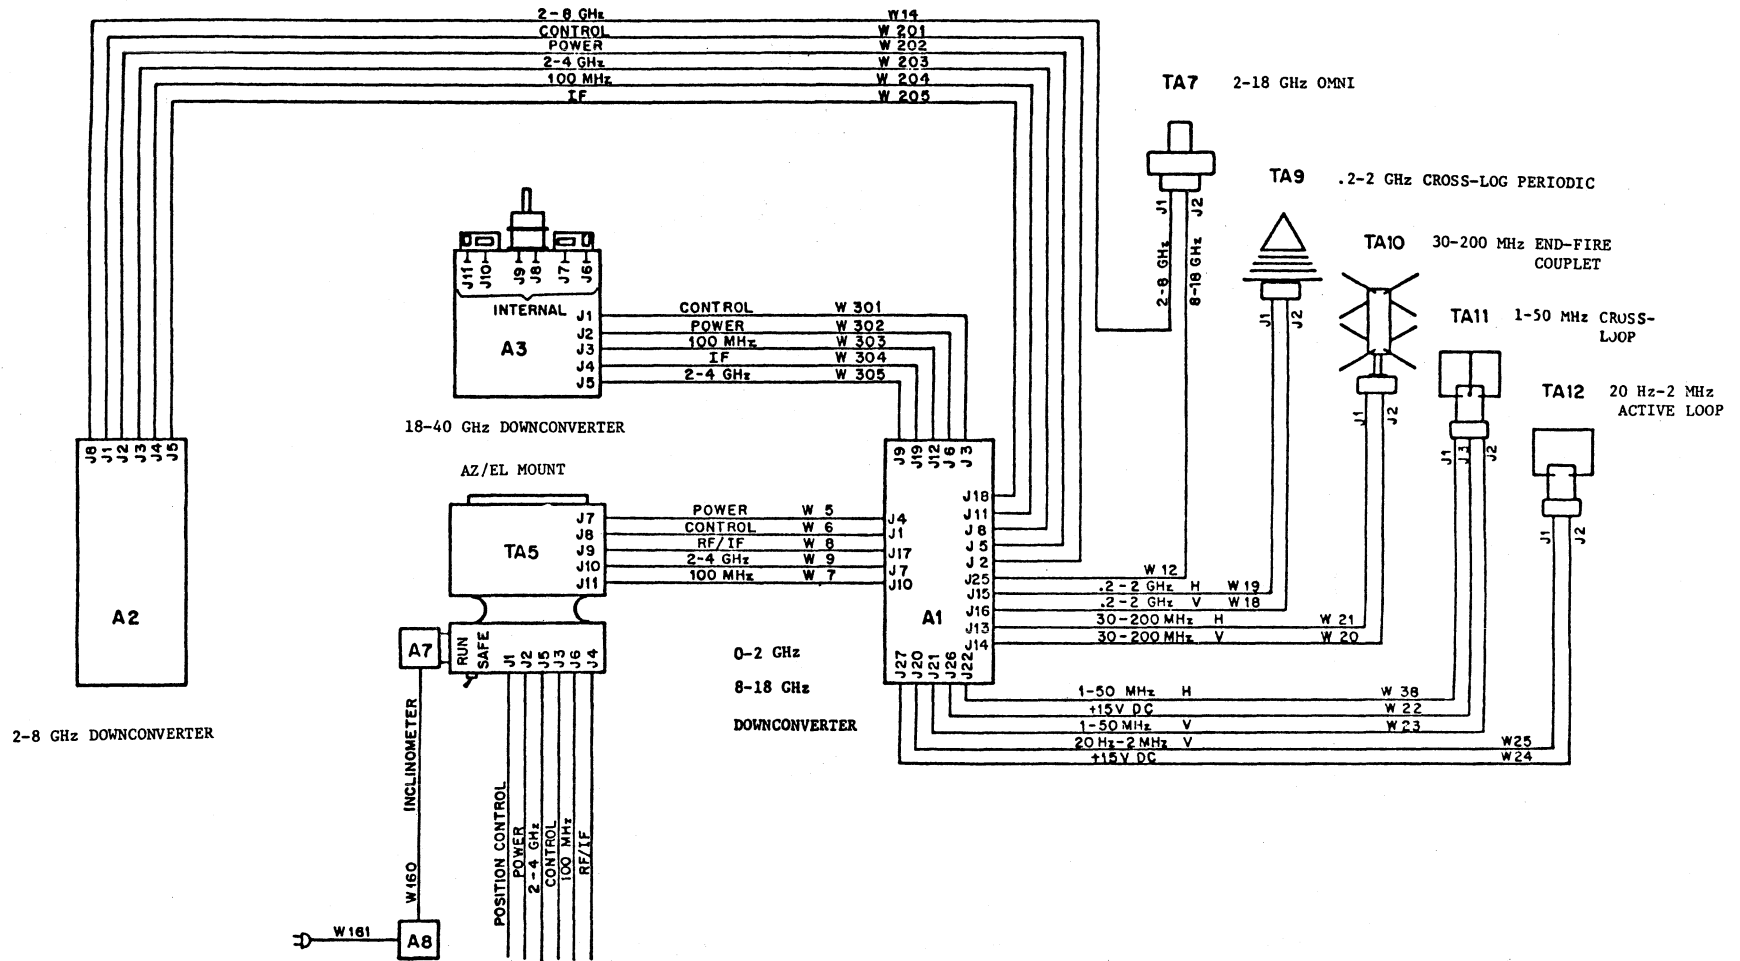 2-8 GHz W14
CONTROL W 201
POWER W 202
2-4 GHz W 203
100 MHz W 204
IF W 205
TA7 2-18 GHz OMNI
J1 J2
2-8 GHz 8-18 GHz
TA9 .2-2 GHz CROSS-LOG PERIODIC
J1 J2
TA10 30-200 MHz END-FIRE
COUPLET
J1 J2
TA11 1-50 MHz CROSS-
LOOP
J1 J3 J2
TA12 20 Hz-2 MHz
ACTIVE LOOP
J1 J2
J11 J10 J9 J8 J7 J6
INTERNAL
A3
J1 CONTROL W 301
J2 POWER W 302
J3 100 MHz W 303
J4 IF W 304
J5 2-4 GHz W 305
18-40 GHz DOWNCONVERTER
J8 J1 J2 J3 J4 J5
A2
2-8 GHz DOWNCONVERTER
AZ/EL MOUNT
TA5
J7 POWER W 5 J4
J8 CONTROL W 6 J1
J9 RF/IF W 8 J17
J10 2-4 GHz W 9 J7
J11 100 MHz W 7 J10
J9 J19 J12 J6 J3
J18
J11
J8
J5
J2
J25 W 12
J15 .2-2 GHz H W 19
J16 .2-2 GHz V W 18
J13 30-200 MHz H W 21
J14 30-200 MHz V W 20
A1
J27 J20 J21 J26 J22
0-2 GHz
8-18 GHz
DOWNCONVERTER
1-50 MHz H W 38
+15V DC W 22
1-50 MHz V W 23
20 Hz-2 MHz V W25
+15V DC W24
A7
RUN
SAFE
J1 J2 J5 J3 J6 J4
POSITION CONTROL
POWER
2-4 GHz
CONTROL
100 MHz
RF/IF
W160 INCLINOMETER
W161
A8